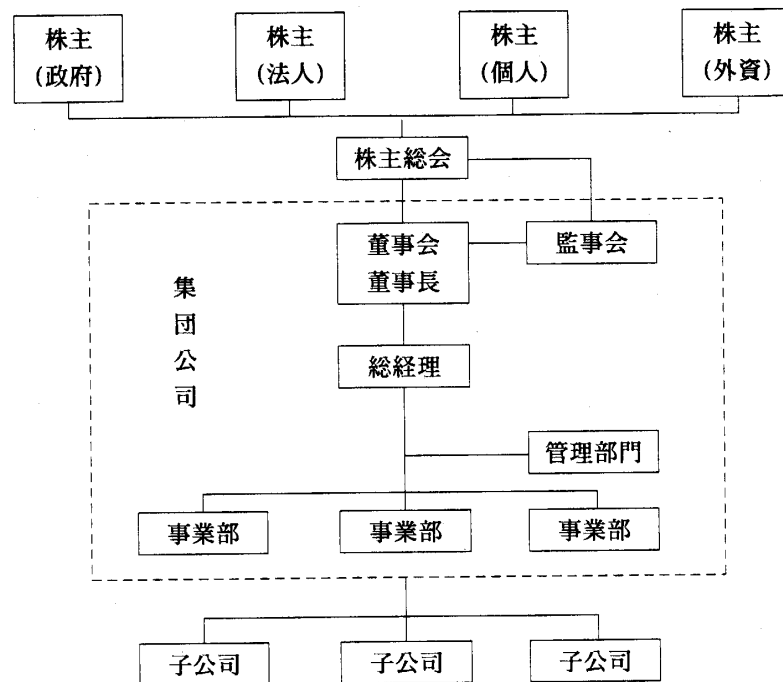 株主
(政府)
株主
(法人)
株主
(個人)
株主
(外資)
株主総会
董事会
董事長
監事会
集団公司
総経理
管理部門
事業部
事業部
事業部
子公司
子公司
子公司